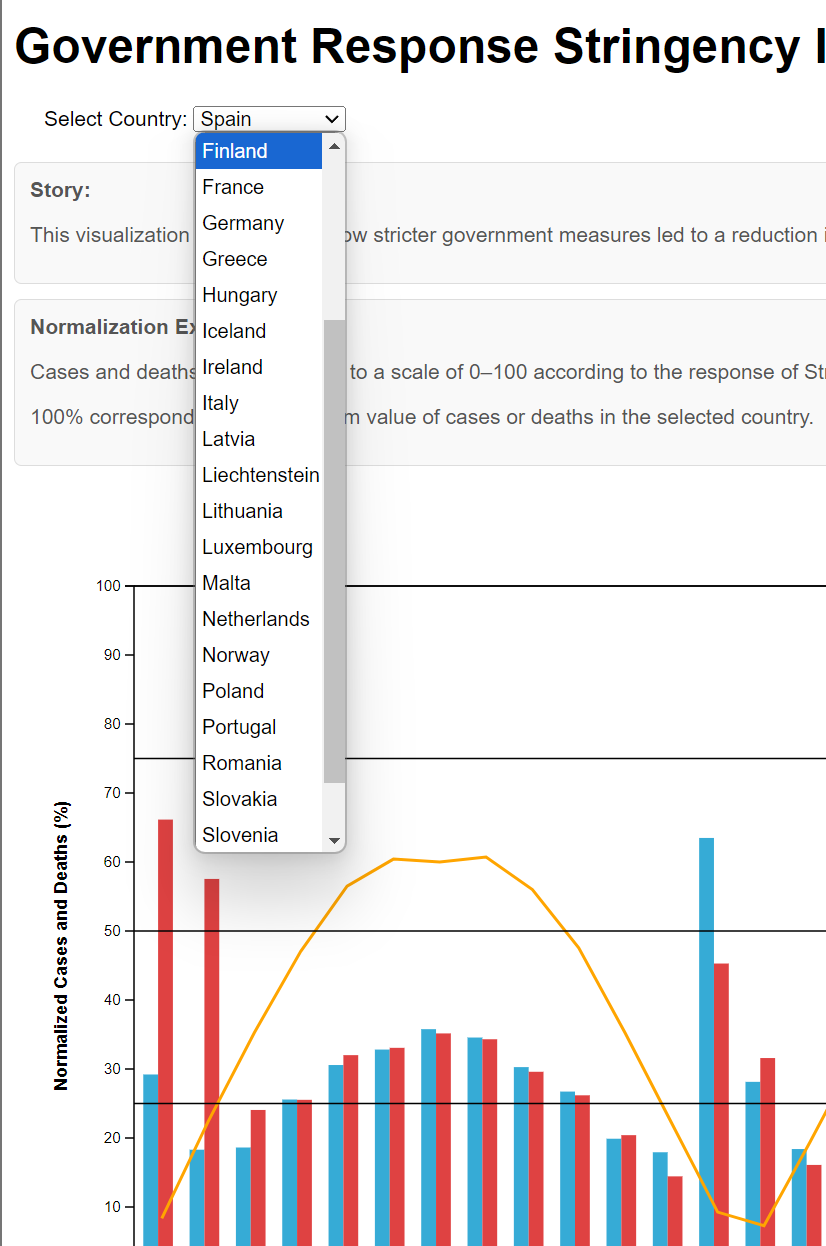 Government Response Stringency I
Select Country: Spain
Finland
France
Germany
Greece
Hungary
Iceland
Ireland
Italy
Latvia
Liechtenstein
Lithuania
Luxembourg
Malta
Netherlands
Norway
Poland
Portugal
Romania
Slovakia
Slovenia
Story:
This visualization ow stricter government measures led to a reduction i
Normalization Ex
Cases and deaths to a scale of 0–100 according to the response of Str
100% correspond m value of cases or deaths in the selected country.
100
90
80
70
60
50
40
30
20
10
Normalized Cases and Deaths (%)